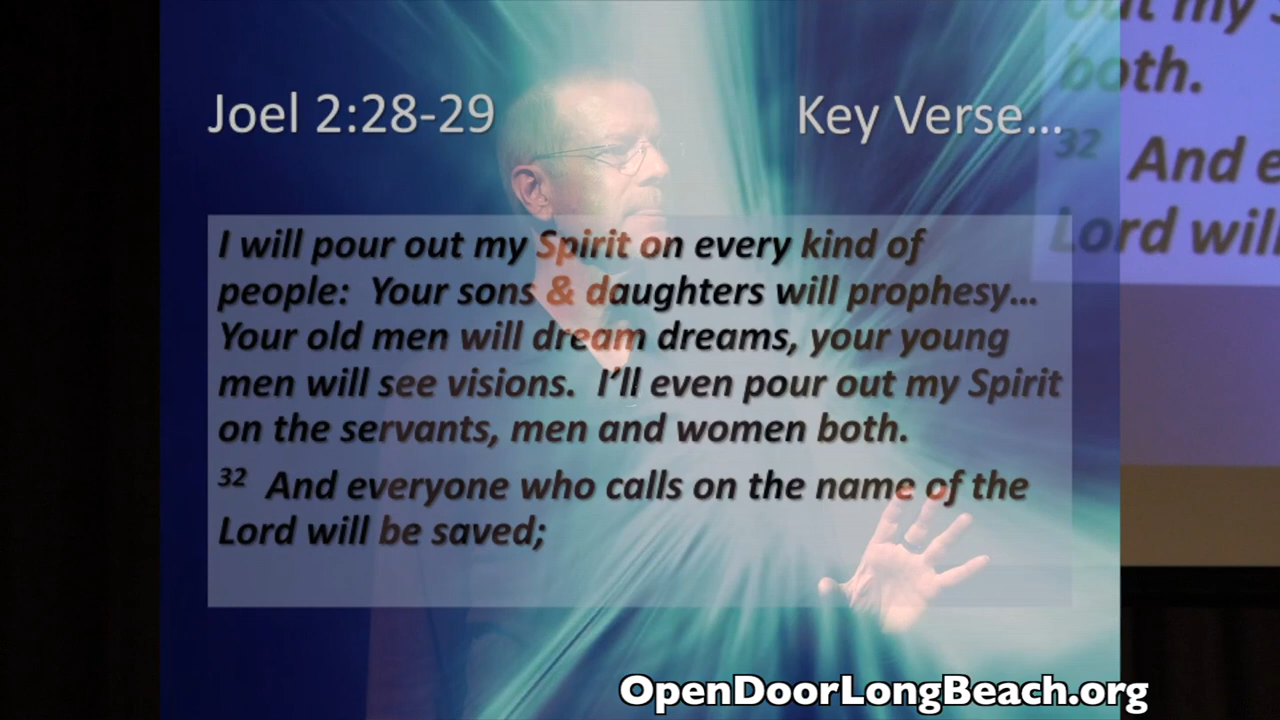 Joel 2:28-29
Key Verse…
I will pour out my Spirit on every kind of
people:  Your sons & daughters will prophesy…
Your old men will dream dreams, your young
men will see visions.  I’ll even pour out my Spirit
on the servants, men and women both.
32  And everyone who calls on the name of the
Lord will be saved;
out my
both.
32 And e
Lord will
OpenDoorLongBeach.org